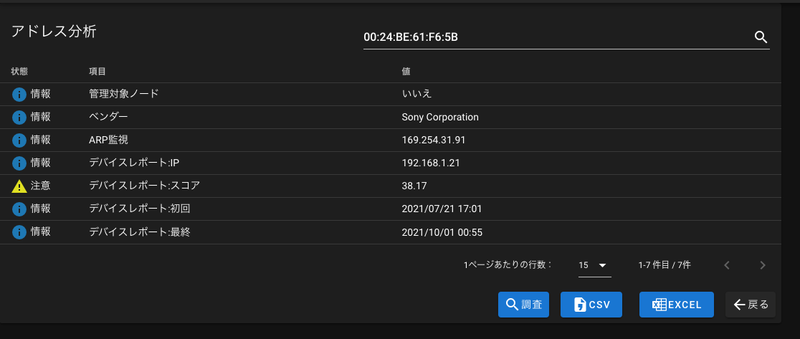 アドレス分析
00:24:BE:61:F6:5B
状態 項目 値
情報 管理対象ノード いいえ
情報 ベンダー Sony Corporation
情報 ARP監視 169.254.31.91
情報 デバイスレポート:IP 192.168.1.21
注意 デバイスレポート:スコア 38.17
情報 デバイスレポート:初回 2021/07/21 17:01
情報 デバイスレポート:最終 2021/10/01 00:55
1ページあたりの行数： 15 1-7 件目 / 7件
調査 CSV EXCEL 戻る